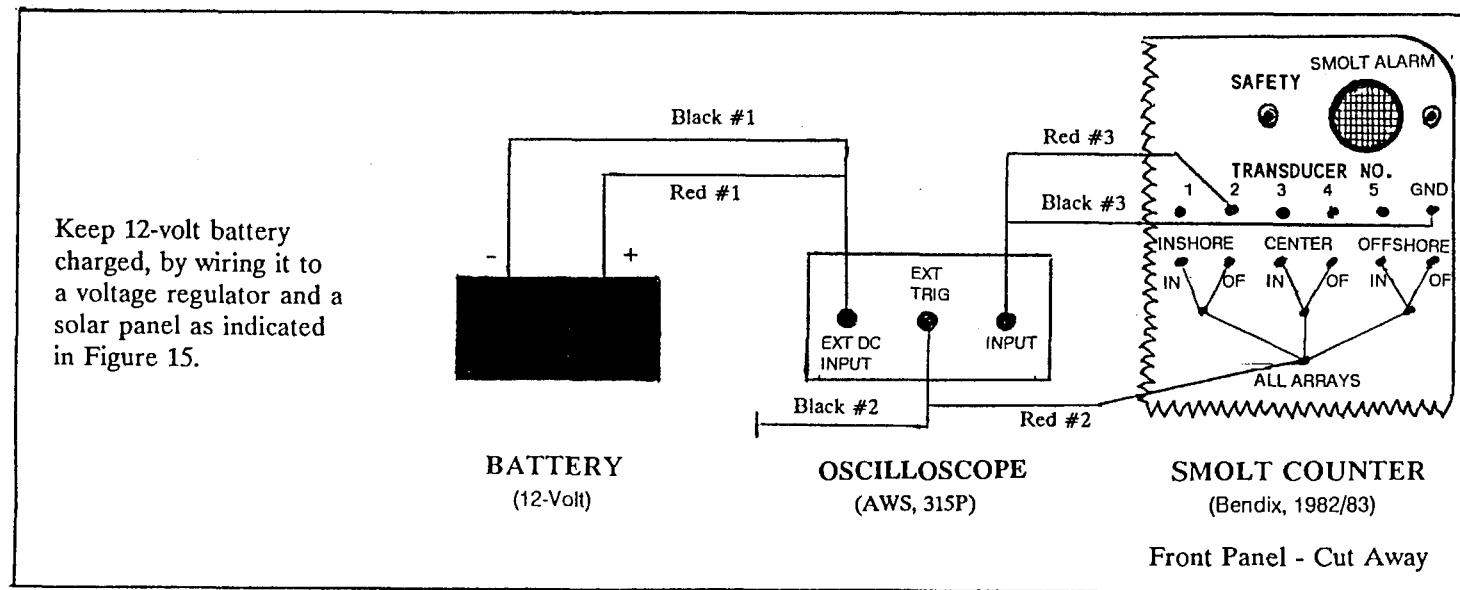 Keep 12-volt battery
charged, by wiring it to
a voltage regulator and a
solar panel as indicated
in Figure 15.
Black #1
Red #1
-
+
BATTERY
(12-Volt)
EXT DC
INPUT
EXT
TRIG
INPUT
Black #2
Red #2
OSCILLOSCOPE
(AWS, 315P)
Red #3
Black #3
SMOLT ALARM
SAFETY
TRANSDUCER NO.
1 2 3 4 5 GND
INSHORE CENTER OFFSHORE
IN OF IN OF IN OF
ALL ARRAYS
SMOLT COUNTER
(Bendix, 1982/83)
Front Panel - Cut Away